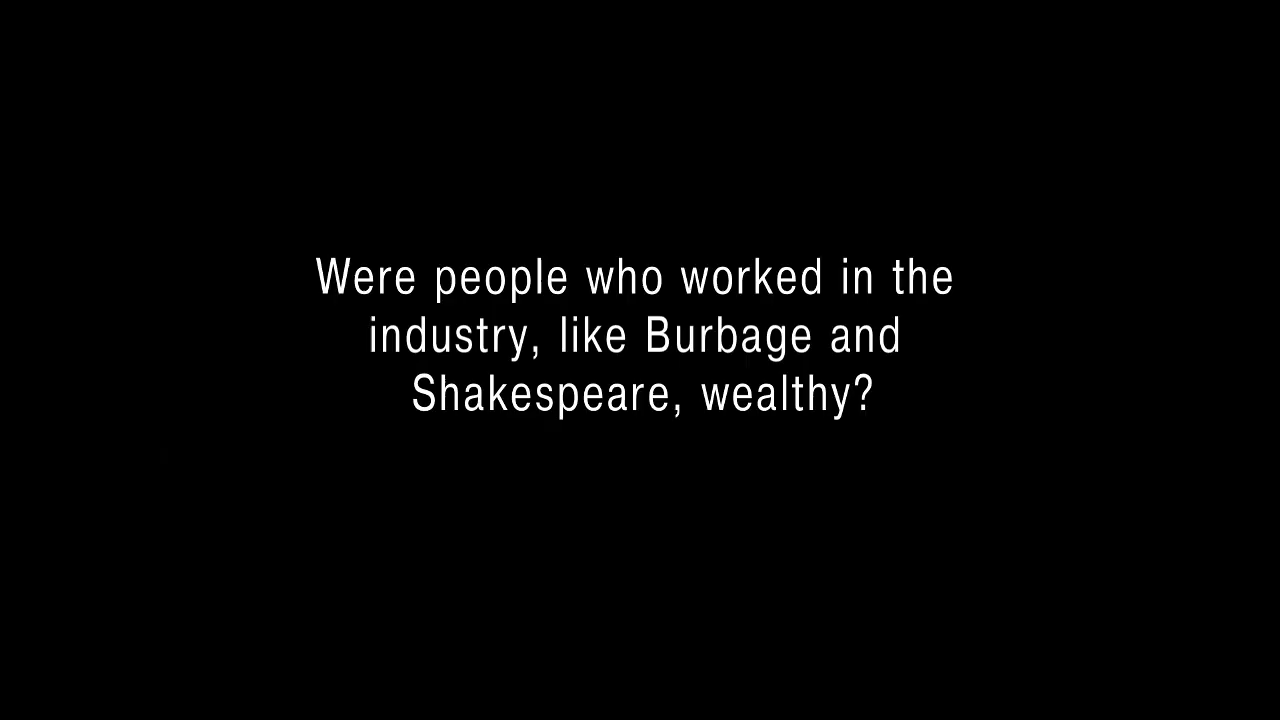 Were people who worked in the
industry, like Burbage and
Shakespeare, wealthy?